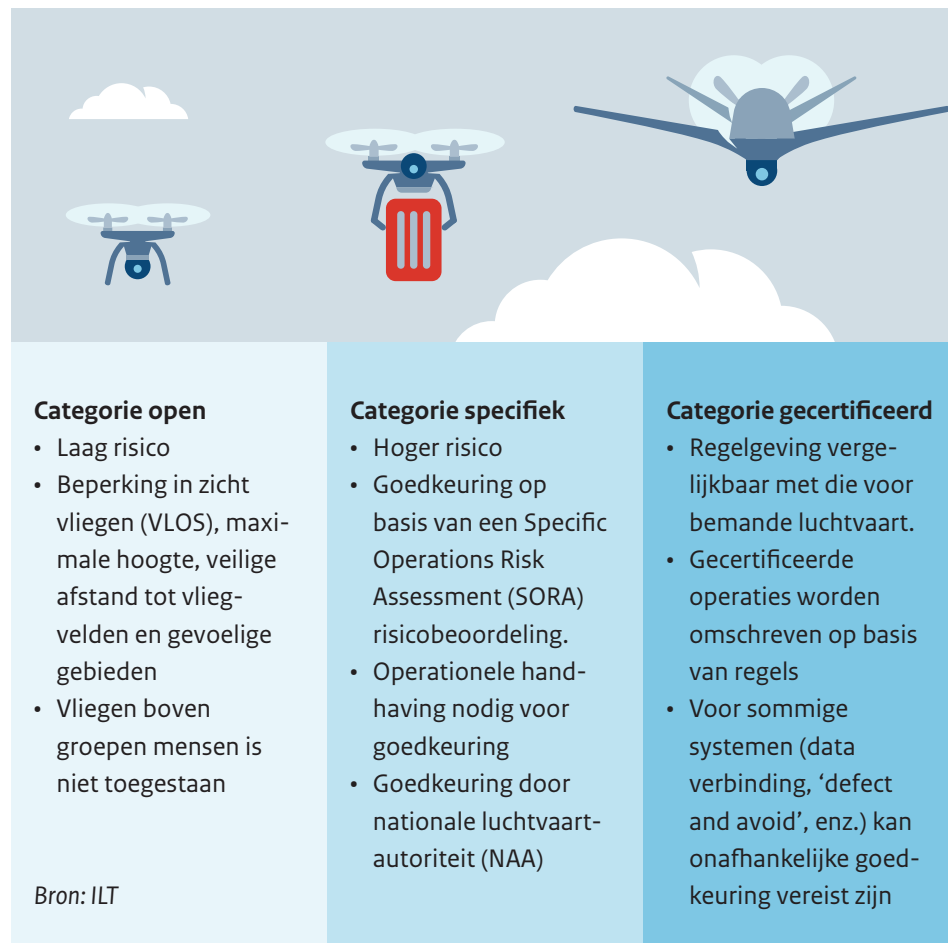 Categorie open
• Laag risico
• Beperking in zicht
vliegen (VLOS), maxi-
male hoogte, veilige
afstand tot vlieg-
velden en gevoelige
gebieden
• Vliegen boven
groepen mensen is
niet toegestaan
Bron: ILT
Categorie specifiek
• Hoger risico
• Goedkeuring op
basis van een Specific
Operations Risk
Assessment (SORA)
risicobeoordeling.
• Operationele hand-
having nodig voor
goedkeuring
• Goedkeuring door
nationale luchtvaart-
autoriteit (NAA)
Categorie gecertificeerd
• Regelgeving verge-
lijkbaar met die voor
bemande luchtvaart.
• Gecertificeerde
operaties worden
omschreven op basis
van regels
• Voor sommige
systemen (data
verbinding, ‘defect
and avoid’, enz.) kan
onafhankelijke goed-
keuring vereist zijn